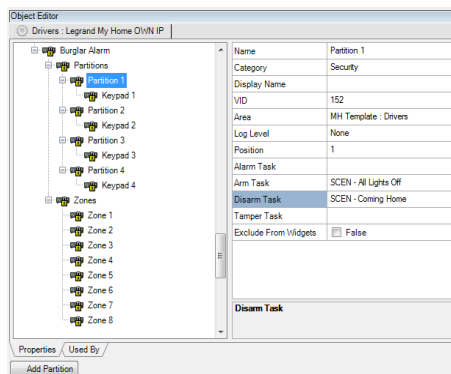 Object Editor
Drivers : Legrand My Home OWN IP
Burglar Alarm
Partitions
Partition 1
Keypad 1
Partition 2
Keypad 2
Partition 3
Keypad 3
Partition 4
Keypad 4
Zones
Zone 1
Zone 2
Zone 3
Zone 4
Zone 5
Zone 6
Zone 7
Zone 8
Name Partition 1
Category Security
Display Name
VID 152
Area MH Template : Drivers
Log Level None
Position 1
Alarm Task
Arm Task SCEN - All Lights Off
Disarm Task SCEN - Coming Home
Tamper Task
Exclude From Widgets False
Disarm Task
Properties Used By
Add Partition